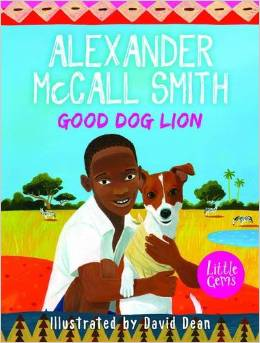 ALEXANDER
McCALL SMITH
GOOD DOG LION
Little
Gems
Illustrated by David Dean